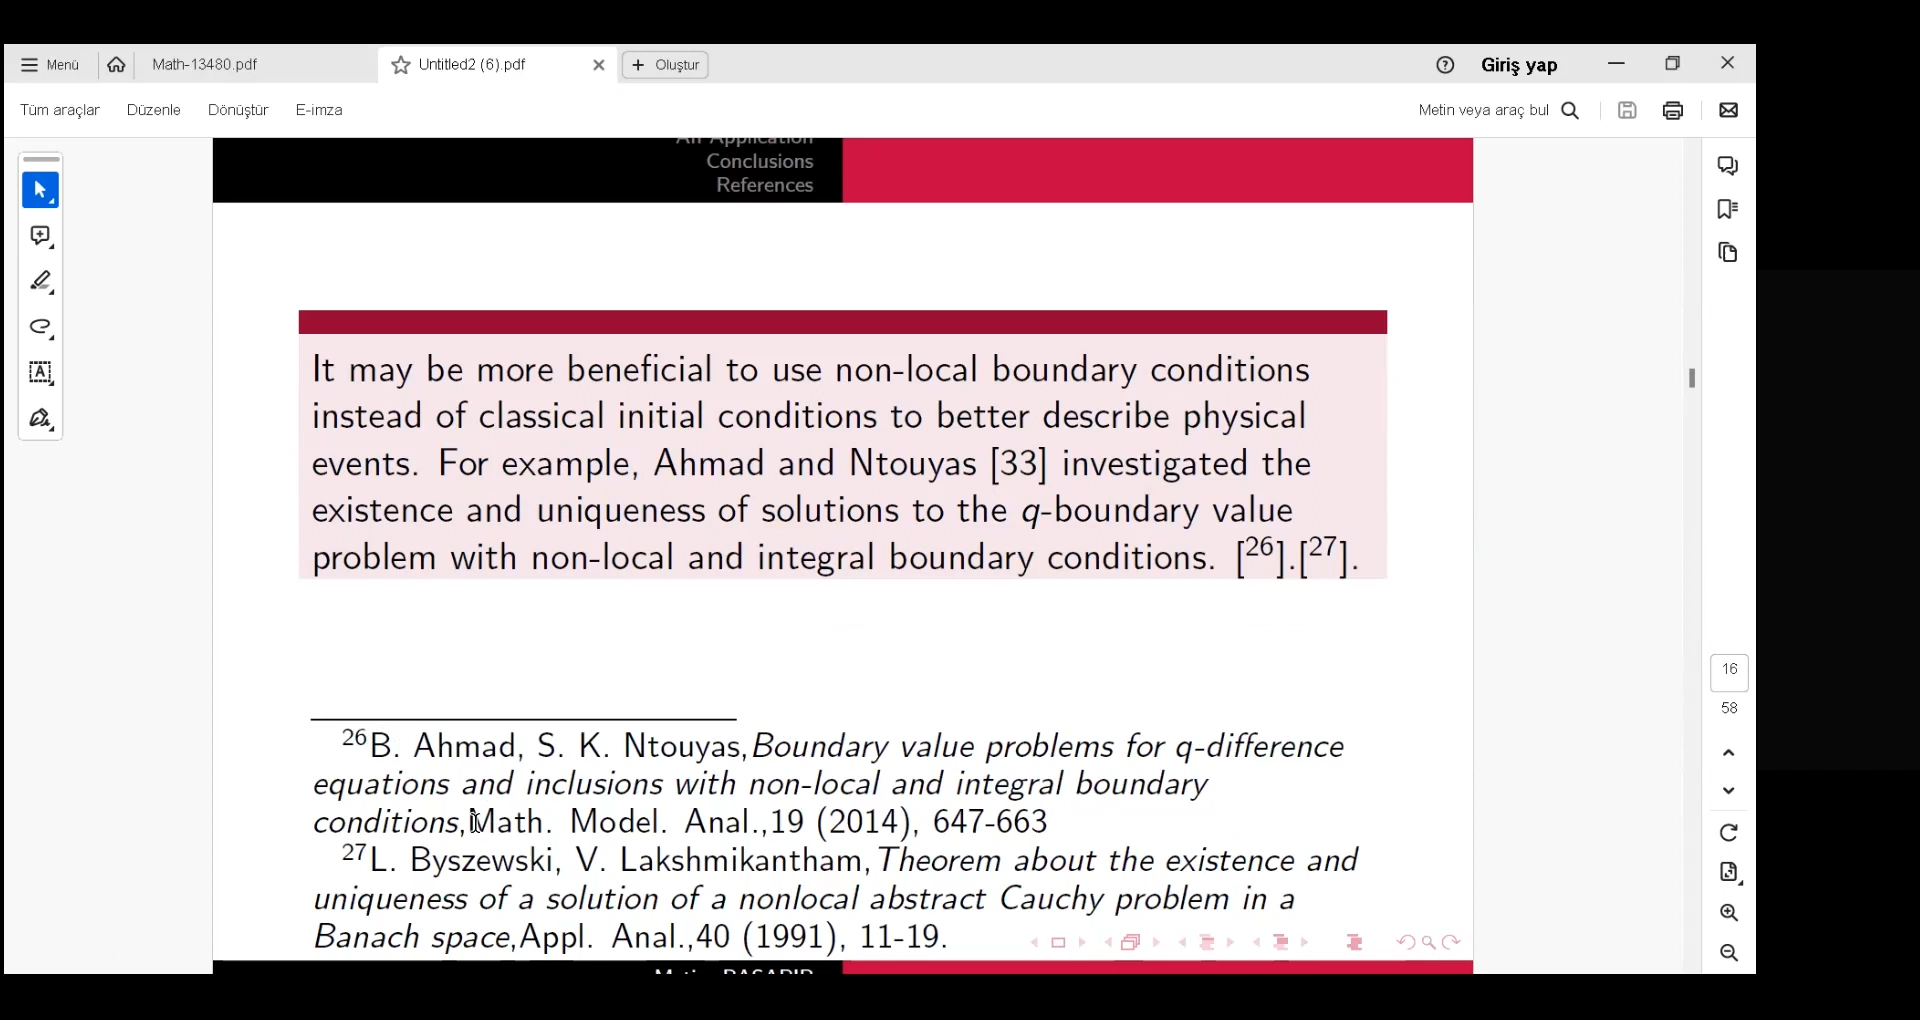 Menü
Math-13480.pdf
Untitled2 (6).pdf
Oluştur
Giriş yap
Tüm araçlar
Düzenle
Dönüştür
E-imza
Metin veya araç bul
An Application
Conclusions
References
It may be more beneficial to use non-local boundary conditions
instead of classical initial conditions to better describe physical
events. For example, Ahmad and Ntouyas [33] investigated the
existence and uniqueness of solutions to the q-boundary value
problem with non-local and integral boundary conditions. [26].[27].
26B. Ahmad, S. K. Ntouyas,Boundary value problems for q-difference
equations and inclusions with non-local and integral boundary
conditions,Math. Model. Anal.,19 (2014), 647-663
27L. Byszewski, V. Lakshmikantham,Theorem about the existence and
uniqueness of a solution of a nonlocal abstract Cauchy problem in a
Banach space,Appl. Anal.,40 (1991), 11-19.
16
58